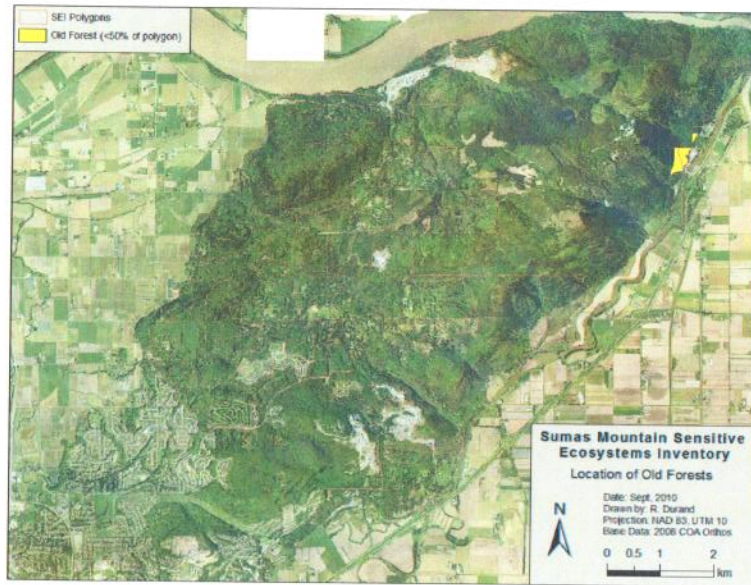 SEI Polygons
Old Forest (<50% of polygon)
Sumas Mountain Sensitive
Ecosystems Inventory
Location of Old Forests
Date: Sept. 2010
Drawn by: R. Durand
Projection: NAD 83, UTM 10
Base Data: 2006 COA Orthos
N
0 0.5 1 2
km